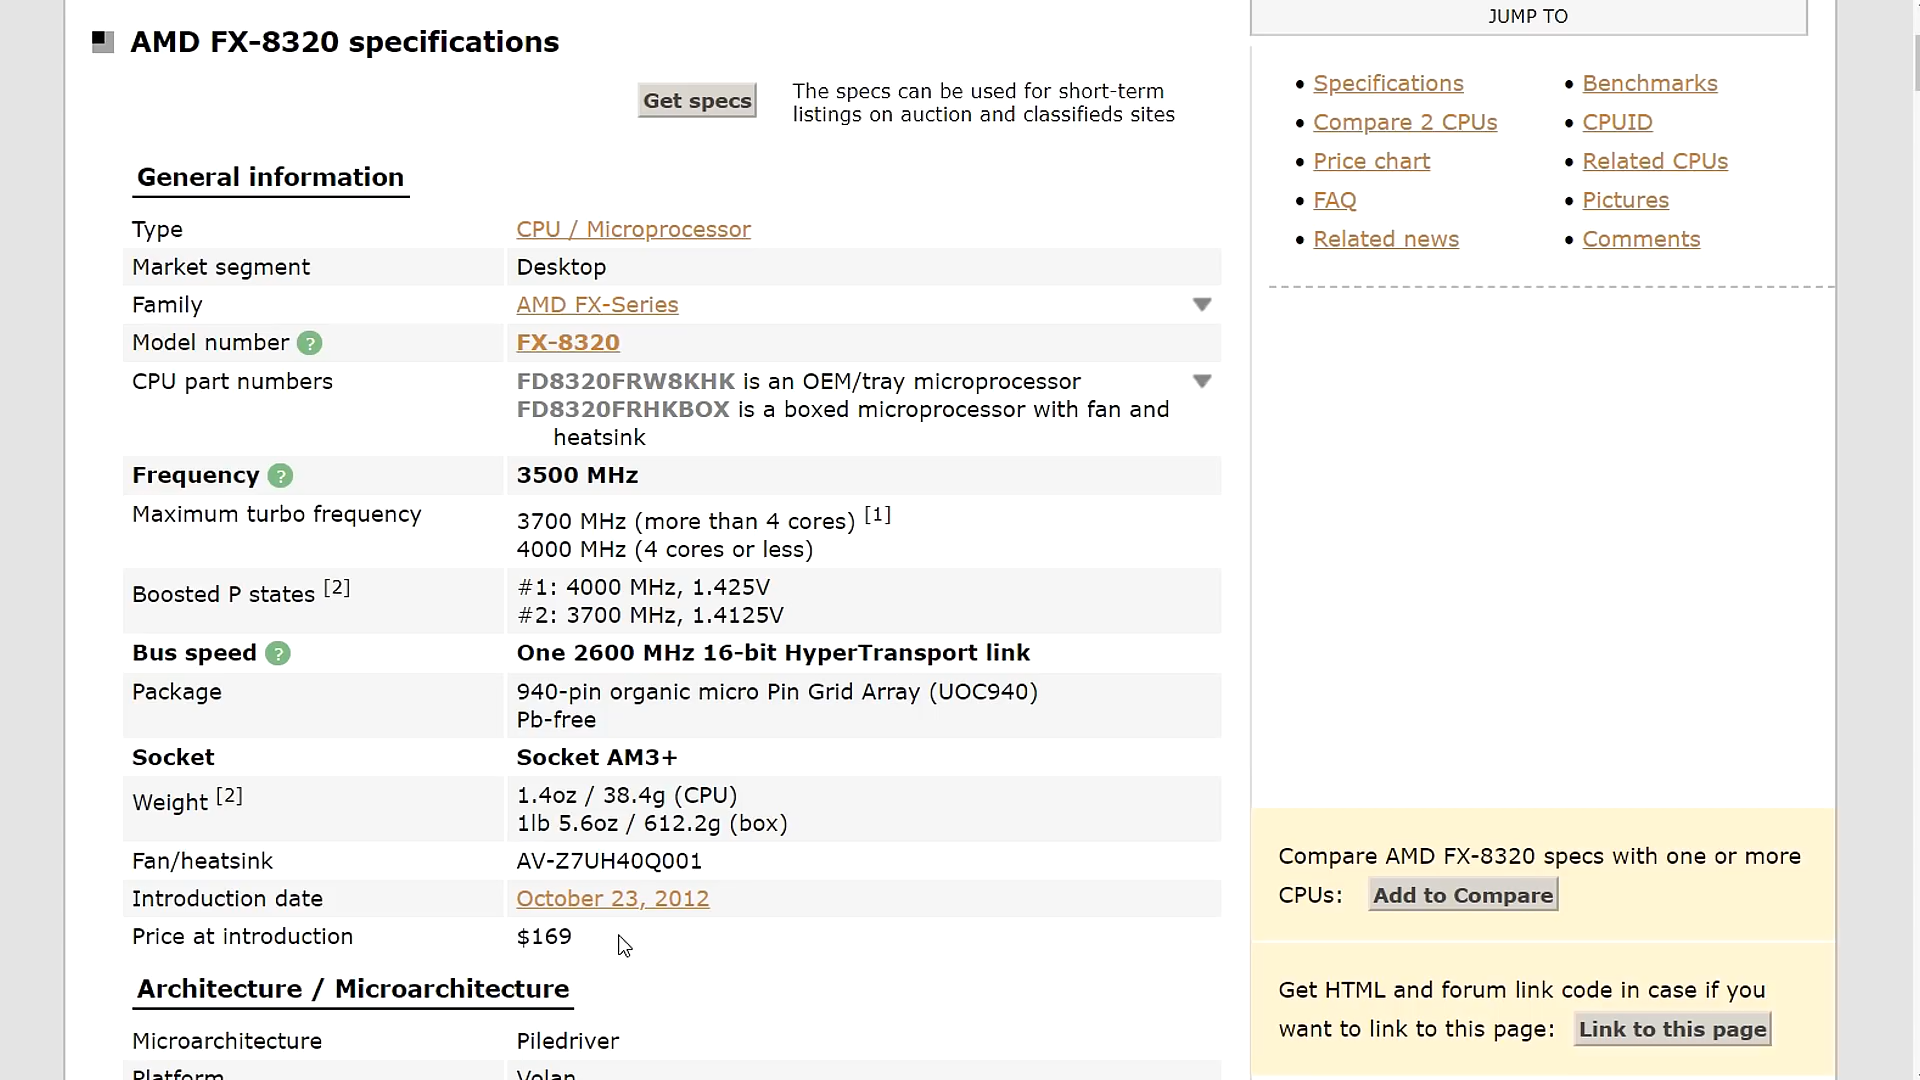 AMD FX-8320 specifications
Get specs
The specs can be used for short-term
listings on auction and classifieds sites
General information
Type CPU / Microprocessor
Market segment Desktop
Family AMD FX-Series
Model number ? FX-8320
CPU part numbers FD8320FRW8KHK is an OEM/tray microprocessor
FD8320FRHKBOX is a boxed microprocessor with fan and
heatsink
Frequency ? 3500 MHz
Maximum turbo frequency 3700 MHz (more than 4 cores) [1]
4000 MHz (4 cores or less)
Boosted P states [2] #1: 4000 MHz, 1.425V
#2: 3700 MHz, 1.4125V
Bus speed ? One 2600 MHz 16-bit HyperTransport link
Package 940-pin organic micro Pin Grid Array (UOC940)
Pb-free
Socket Socket AM3+
Weight [2] 1.4oz / 38.4g (CPU)
1lb 5.6oz / 612.2g (box)
Fan/heatsink AV-Z7UH40Q001
Introduction date October 23, 2012
Price at introduction $169
Architecture / Microarchitecture
Microarchitecture Piledriver
Platform Volan
JUMP TO
Specifications Benchmarks
Compare 2 CPUs CPUID
Price chart Related CPUs
FAQ Pictures
Related news Comments
Compare AMD FX-8320 specs with one or more
CPUs: Add to Compare
Get HTML and forum link code in case if you
want to link to this page: Link to this page